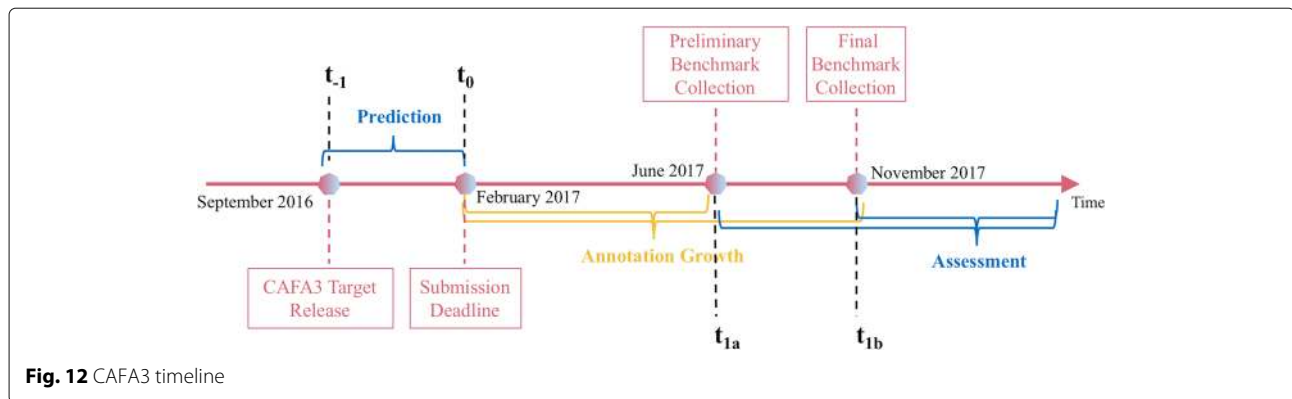 Preliminary
Benchmark
Collection
Final
Benchmark
Collection
t-1
t0
Prediction
June 2017
November 2017
September 2016
February 2017
Time
Annotation Growth
Assessment
CAFA3 Target
Release
Submission
Deadline
t1a
t1b
Fig. 12 CAFA3 timeline